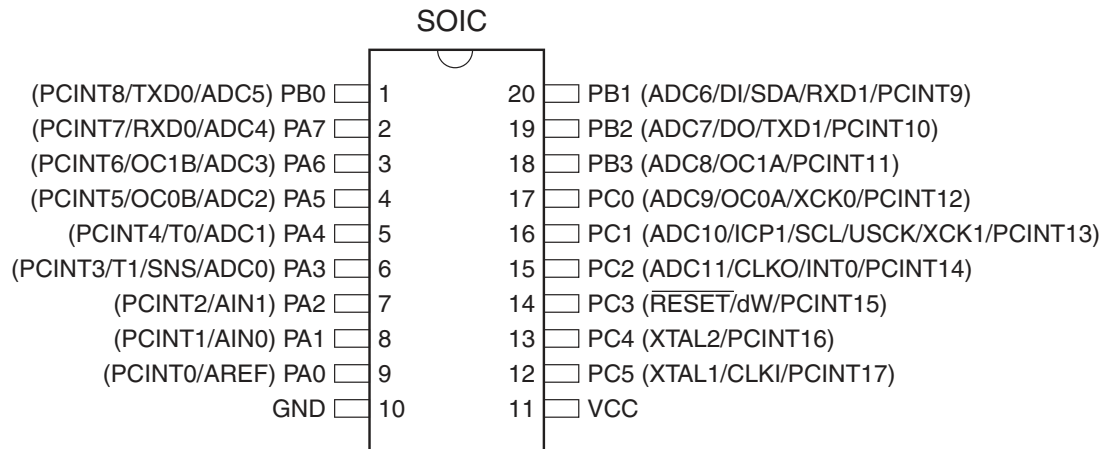 SOIC
(PCINT8/TXD0/ADC5) PB0 1 20 PB1 (ADC6/DI/SDA/RXD1/PCINT9)
(PCINT7/RXD0/ADC4) PA7 2 19 PB2 (ADC7/DO/TXD1/PCINT10)
(PCINT6/OC1B/ADC3) PA6 3 18 PB3 (ADC8/OC1A/PCINT11)
(PCINT5/OC0B/ADC2) PA5 4 17 PC0 (ADC9/OC0A/XCK0/PCINT12)
(PCINT4/T0/ADC1) PA4 5 16 PC1 (ADC10/ICP1/SCL/USCK/XCK1/PCINT13)
(PCINT3/T1/SNS/ADC0) PA3 6 15 PC2 (ADC11/CLKO/INT0/PCINT14)
(PCINT2/AIN1) PA2 7 14 PC3 (RESET/dW/PCINT15)
(PCINT1/AIN0) PA1 8 13 PC4 (XTAL2/PCINT16)
(PCINT0/AREF) PA0 9 12 PC5 (XTAL1/CLKI/PCINT17)
GND 10 11 VCC